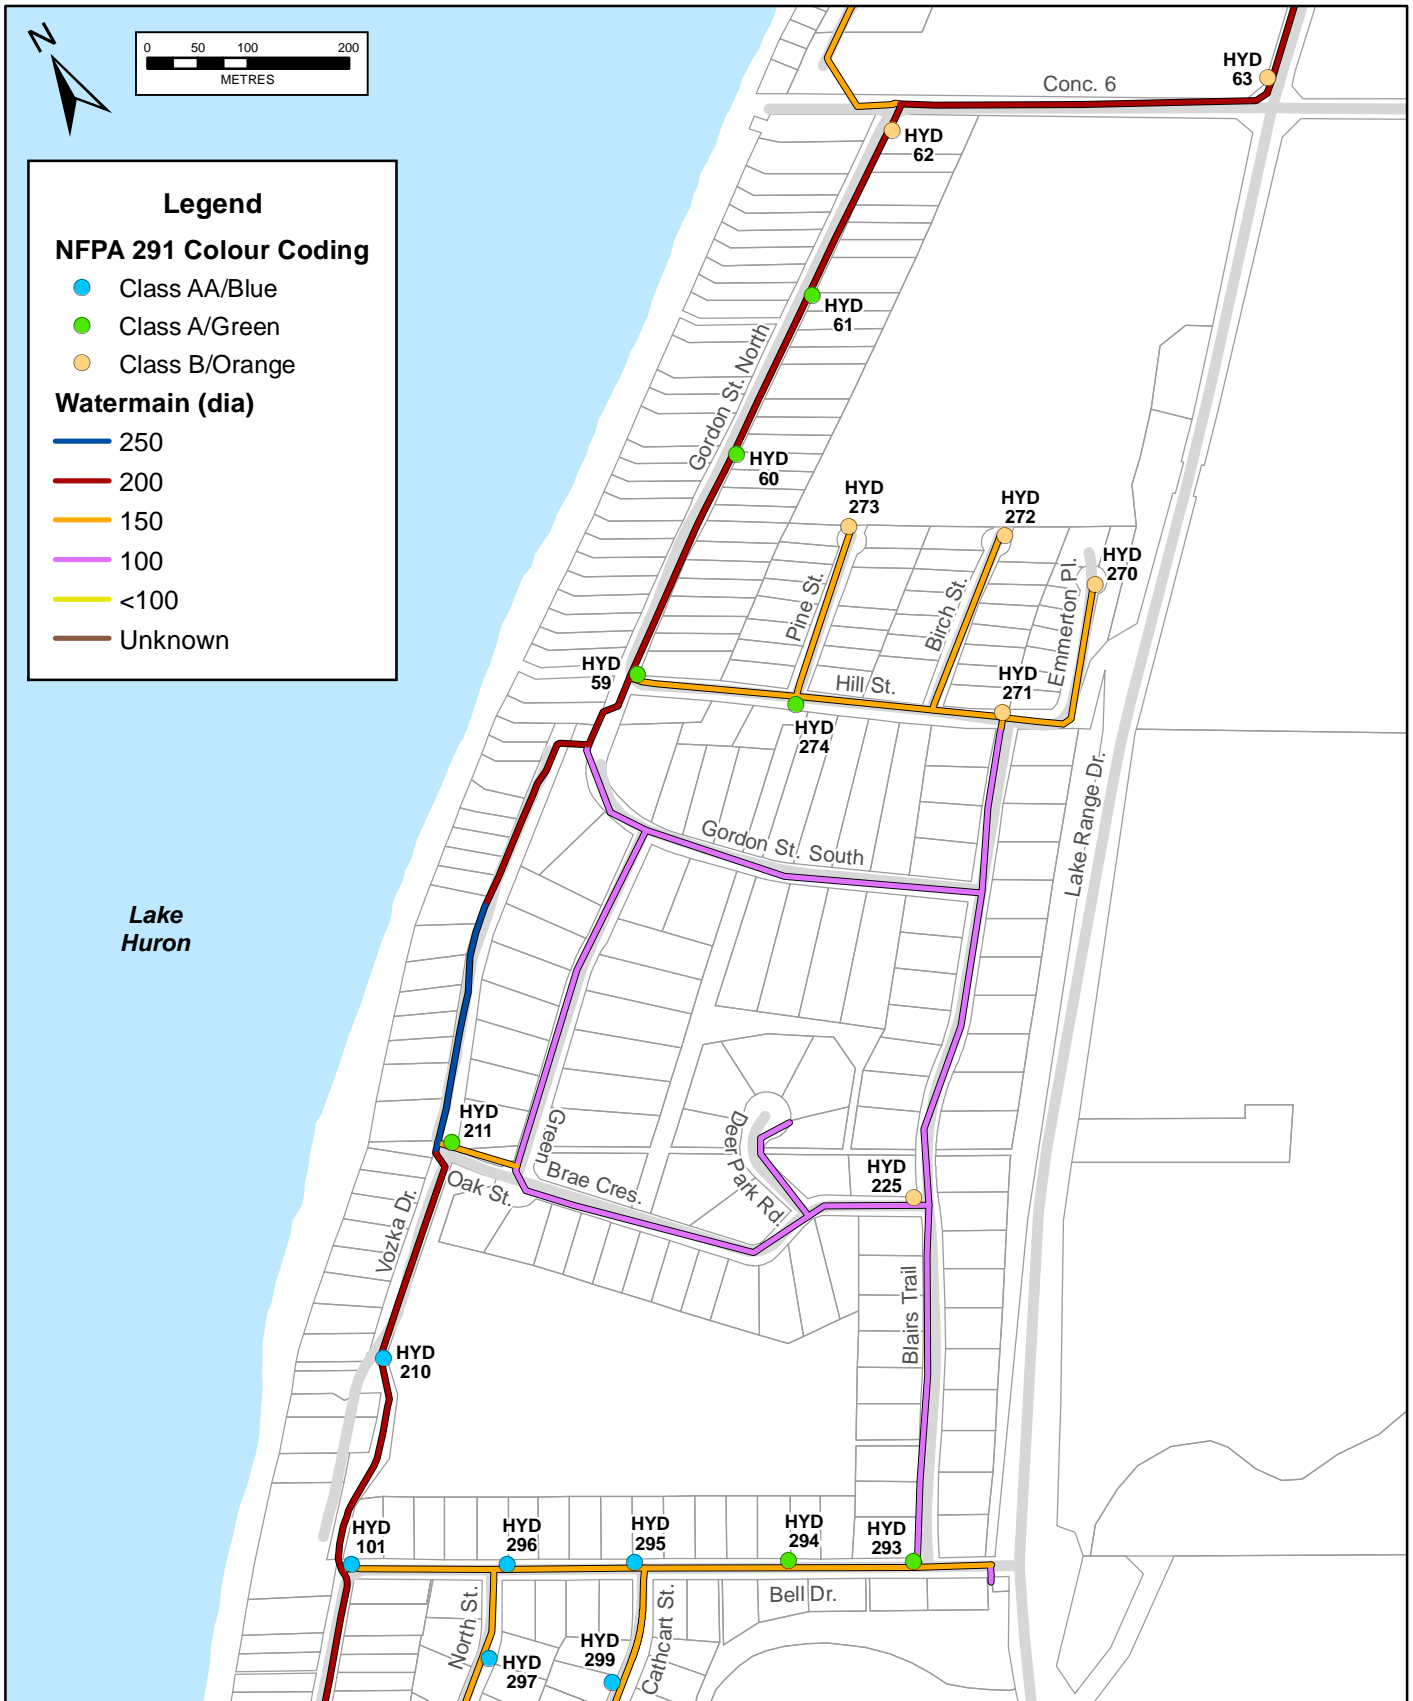 N
0 50 100 200
METRES
Legend
NFPA 291 Colour Coding
Class AA/Blue
Class A/Green
Class B/Orange
Watermain (dia)
250
200
150
100
<100
Unknown
Conc. 6
HYD
63
HYD
62
HYD
61
Gordon St. North
HYD
60
HYD
273
HYD
272
HYD
270
Pine St.
Birch St.
Emmerton Pl.
HYD
59
Hill St.
HYD
271
HYD
274
Lake Range Dr.
Gordon St. South
Lake
Huron
HYD
211
Green
Brae Cres.
Deer Park Rd.
HYD
225
Oak St.
Vozka Dr.
Blairs Trail
HYD
210
HYD
101
HYD
296
HYD
295
HYD
294
HYD
293
Bell Dr.
North St.
Cathcart St.
HYD
297
HYD
299